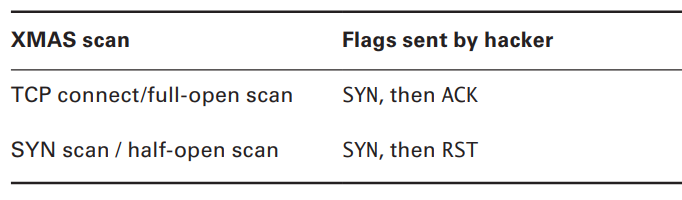 XMAS scan Flags sent by hacker
TCP connect/full-open scan SYN, then ACK
SYN scan / half-open scan SYN, then RST